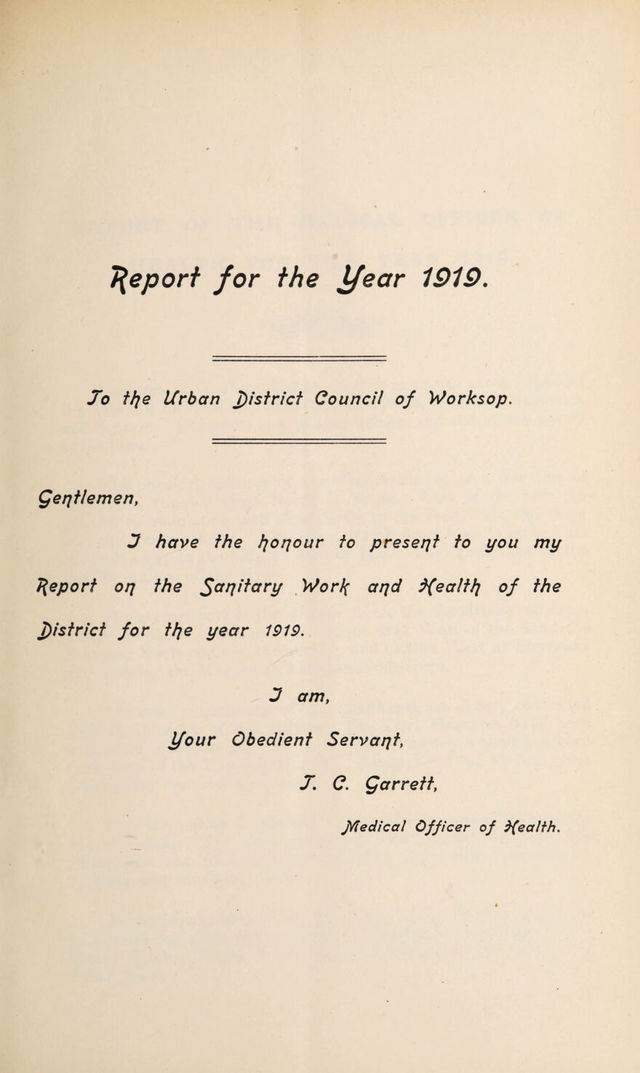 Report for the Year 1919.
To the Urban District Council of Worksop.
Gentlemen,
I have the honour to present to you my
Report on the Sanitary Work and Health of the
District for the year 1919.
I am,
Your Obedient Servant,
T. C. Garrett,
Medical Officer of Health.